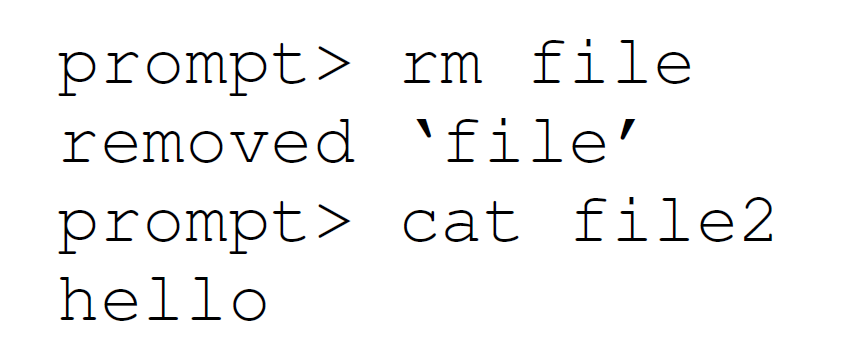 prompt> rm file
removed ‘file’
prompt> cat file2
hello